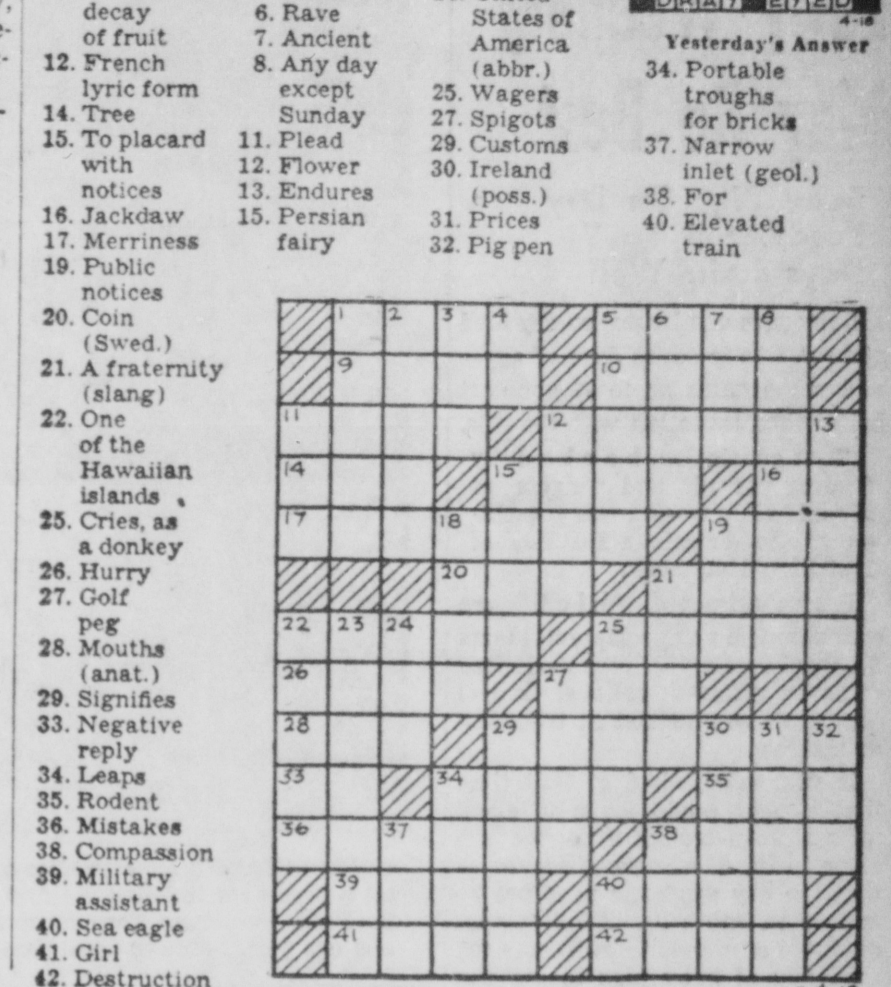 decay
of fruit
12. French
lyric form
14. Tree
15. To placard
with
notices
16. Jackdaw
17. Merriness
19. Public
notices
20. Coin
(Swed.)
21. A fraternity
(slang)
22. One
of the
Hawaiian
islands
25. Cries, as
a donkey
26. Hurry
27. Golf
peg
28. Mouths
(anat.)
29. Signifies
33. Negative
reply
34. Leaps
35. Rodent
36. Mistakes
38. Compassion
39. Military
assistant
40. Sea eagle
41. Girl
42. Destruction
6. Rave
7. Ancient
8. Any day
except
Sunday
11. Plead
12. Flower
13. Endures
15. Persian
fairy
States of
America
(abbr.)
25. Wagers
27. Spigots
29. Customs
30. Ireland
(poss.)
31. Prices
32. Pig pen
DRAY EYED
4-18
Yesterday's Answer
34. Portable
troughs
for bricks
37. Narrow
inlet (geol.)
38. For
40. Elevated
train
1 2 3 4 5 6 7 8
9 10
11 12 13
14 15 16
17 18 19
20 21
22 23 24 25
26 27
28 29 30 31 32
33 34 35
36 37 38
39 40
41 42